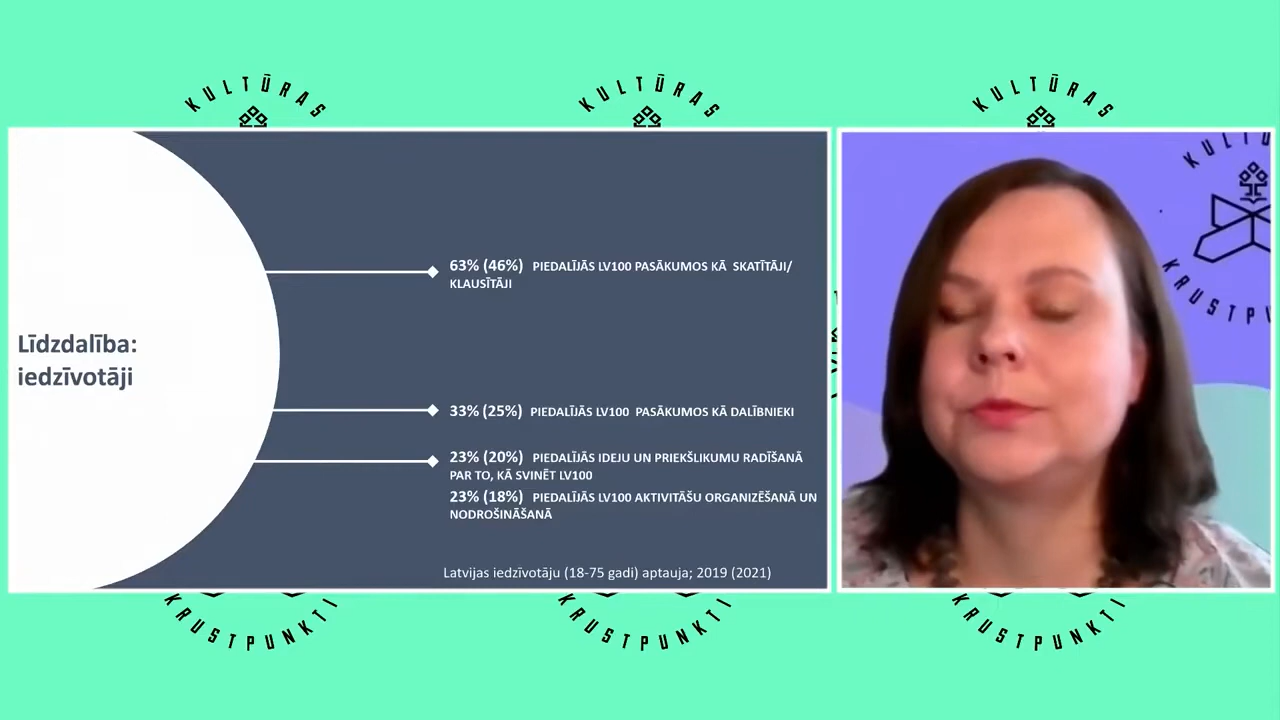 KULTŪRAS
KULTŪRAS
KULTŪRAS
Līdzdalība:
iedzīvotāji
63% (46%) PIEDALĪJĀS LV100 PASĀKUMOS KĀ SKATĪTĀJI/
KLAUSĪTĀJI
33% (25%) PIEDALĪJĀS LV100 PASĀKUMOS KĀ DALĪBNIEKI
23% (20%) PIEDALĪJĀS IDEJU UN PRIEKŠLIKUMU RADĪŠANĀ
PAR TO, KĀ SVINĒT LV100
23% (18%) PIEDALĪJĀS LV100 AKTIVITĀŠU ORGANIZĒŠANĀ UN
NODROŠINĀŠANĀ
Latvijas iedzīvotāju (18-75 gadi) aptauja; 2019 (2021)
KRUSTPUNKTI
KRUSTPUNKTI
KRUSTPUNKTI